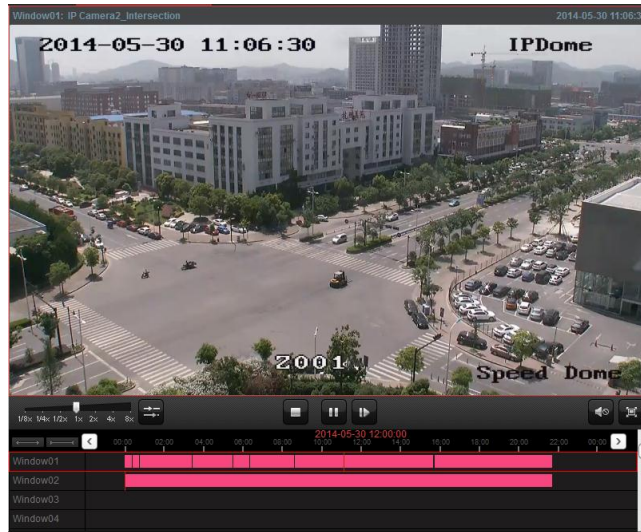 Window01: IP Camera2_Intersection 2014-05-30 11:06:3
2014-05-30 11:06:30 IPDome
Z001
Speed Dome
1/8x 1/4x 1/2x 1x 2x 4x 8x
2014-05-30 12:00:00
00:00 02:00 04:00 06:00 08:00 10:00 12:00 14:00 16:00 18:00 20:00 22:00 00:00
Window01
Window02
Window03
Window04